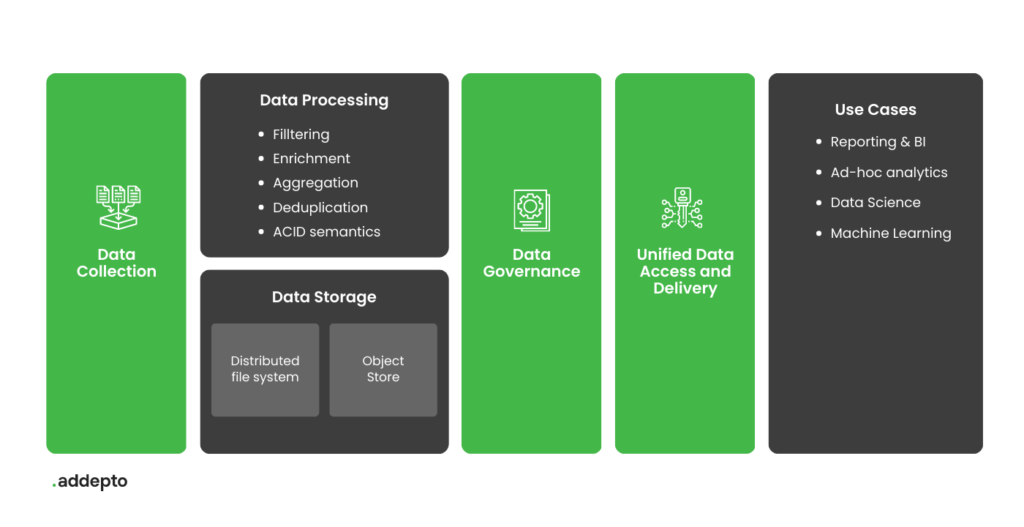 Data
Collection
Data Processing
Filltering
Enrichment
Aggregation
Deduplication
ACID semantics
Data Storage
Distributed
file system
Object
Store
Data
Governance
Unified Data
Access and
Delivery
Use Cases
Reporting & BI
Ad-hoc analytics
Data Science
Machine Learning
.addepto